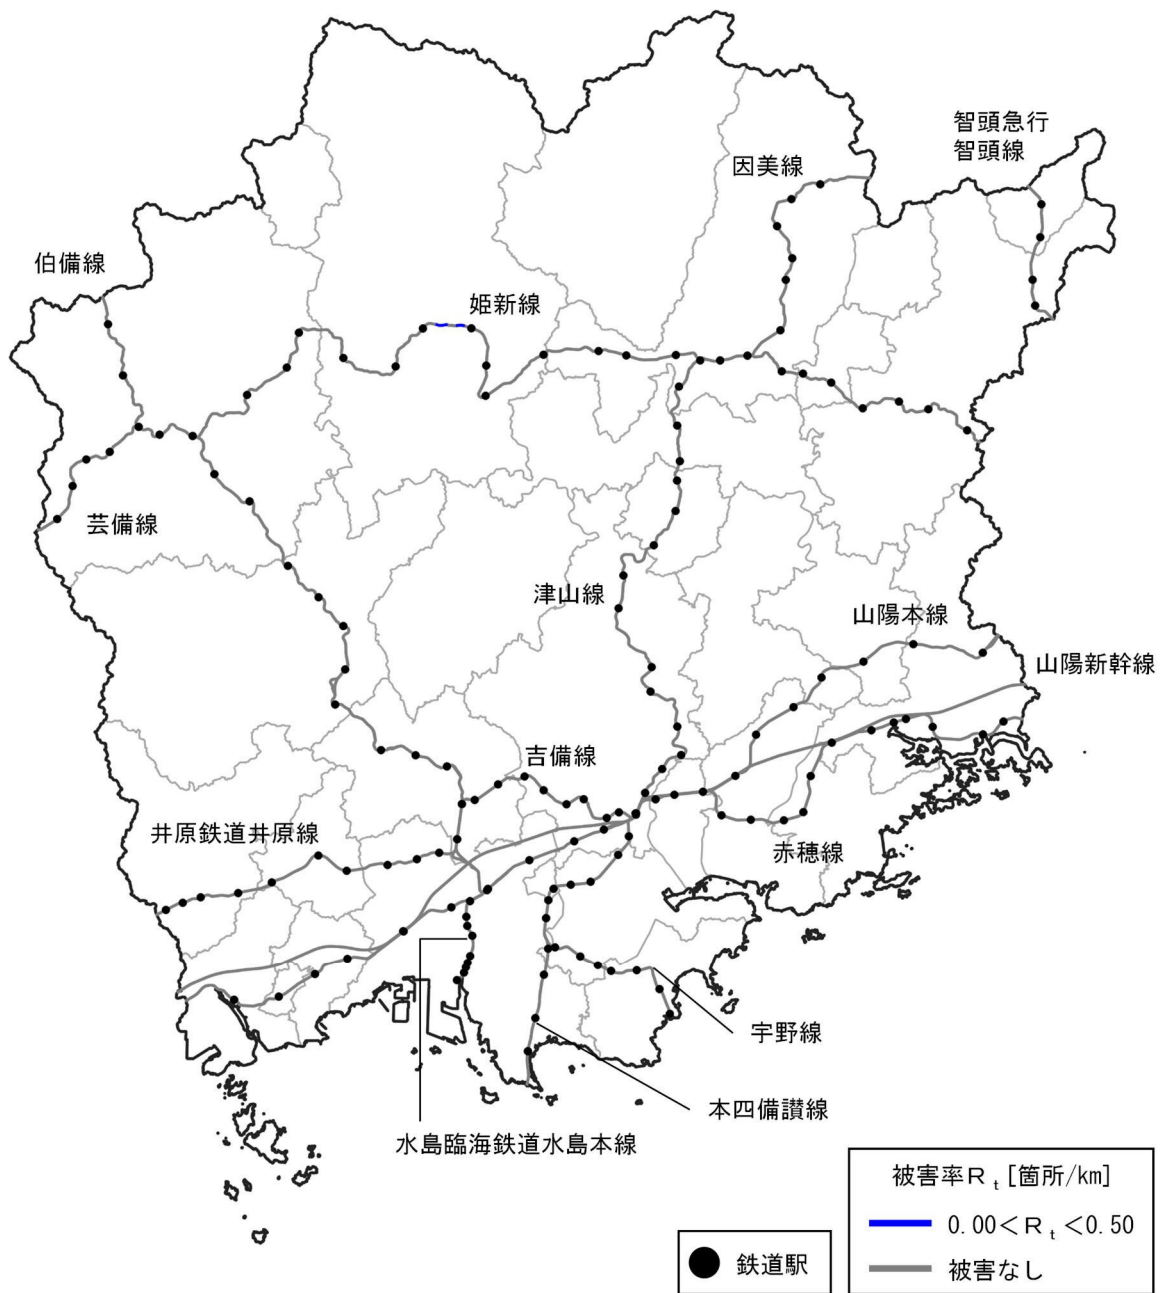 智頭急行
智頭線
因美線
伯備線
姫新線
芸備線
津山線
山陽本線
山陽新幹線
吉備線
井原鉄道井原線
赤穂線
宇野線
本四備讃線
水島臨海鉄道水島本線
被害率Rt[箇所/km]
0.00<Rt<0.50
被害なし
鉄道駅